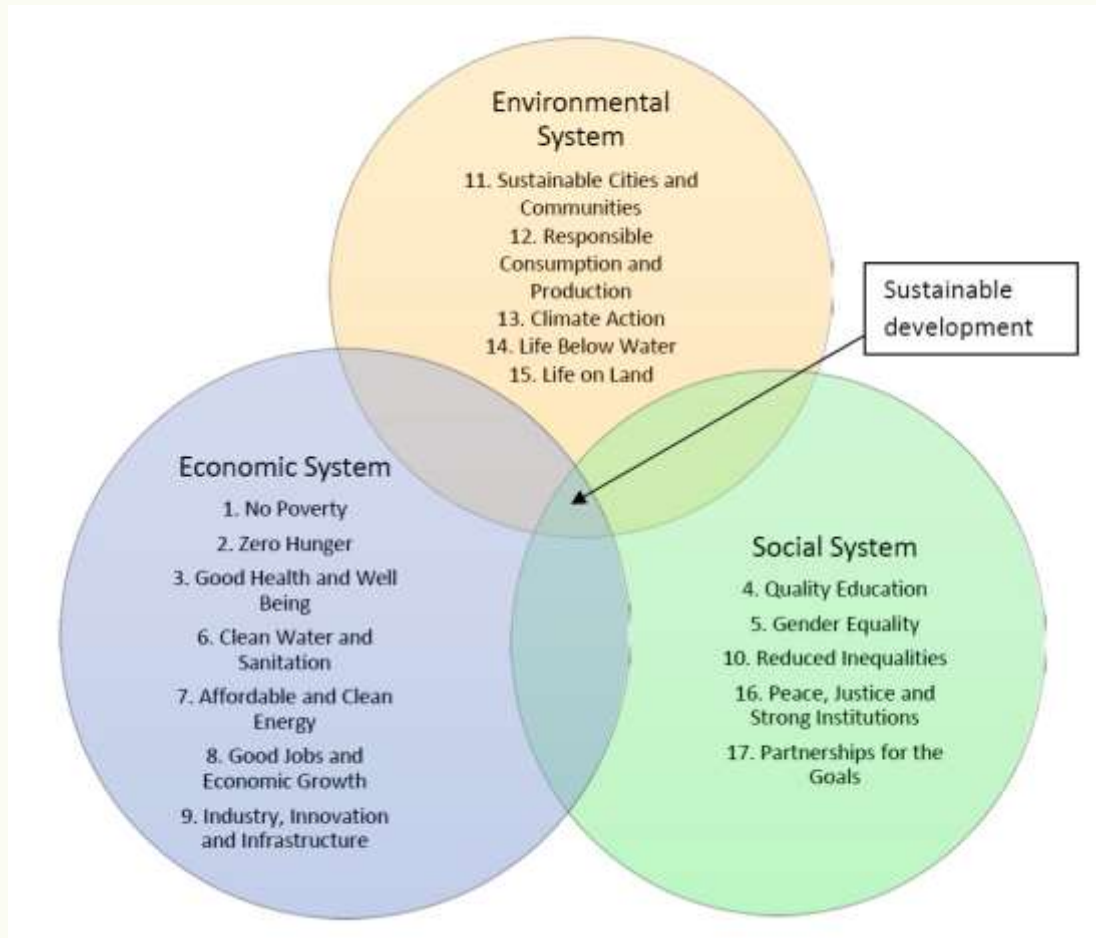 Environmental
System
11. Sustainable Cities and
Communities
12. Responsible
Consumption and
Production
13. Climate Action
14. Life Below Water
15. Life on Land
Sustainable
development
Economic System
1. No Poverty
2. Zero Hunger
3. Good Health and Well
Being
6. Clean Water and
Sanitation
7. Affordable and Clean
Energy
8. Good Jobs and
Economic Growth
9. Industry, Innovation
and Infrastructure
Social System
4. Quality Education
5. Gender Equality
10. Reduced Inequalities
16. Peace, Justice and
Strong Institutions
17. Partnerships for the
Goals